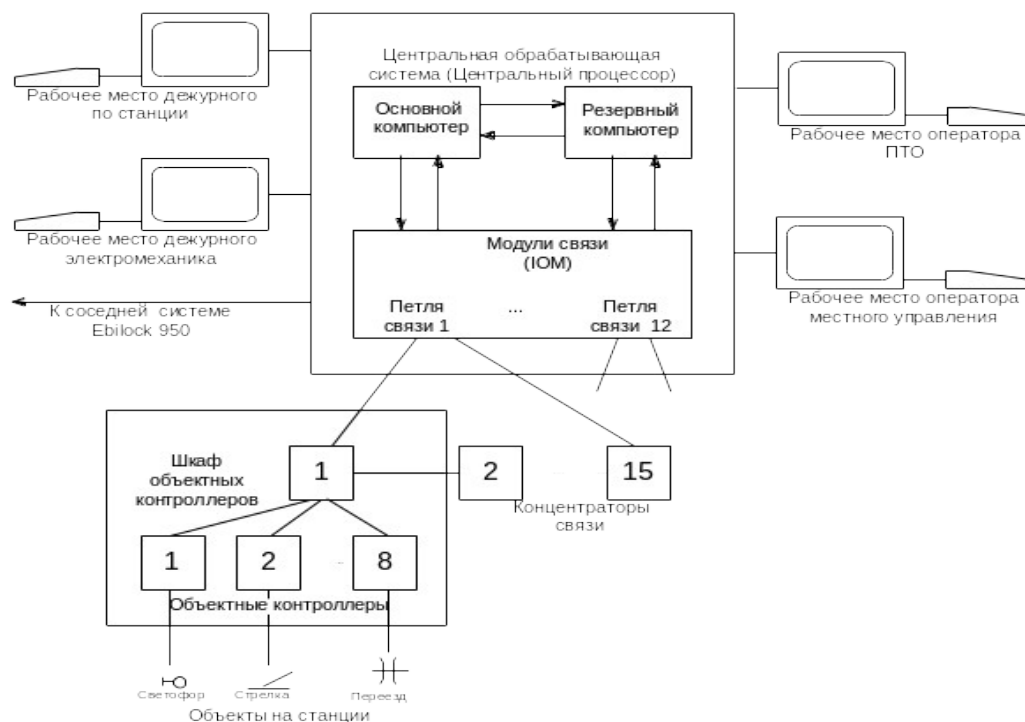 Центральная обрабатывающая
система (Центральный процессор)
Основной
компьютер
Резервный
компьютер
Рабочее место дежурного
по станции
Рабочее место оператора
ПТО
Рабочее место дежурного
электромеханика
Модули связи
(IOM)
Рабочее место оператора
местного управления
К соседней системе
Ebilock 950
Петля
связи 1
...
Петля
связи 12
Шкаф
объектных
контроллеров
1
2
15
Концентраторы
связи
1
2
8
Объектные контроллеры
Светофор
Стрелка
Переезд
Объекты на станции